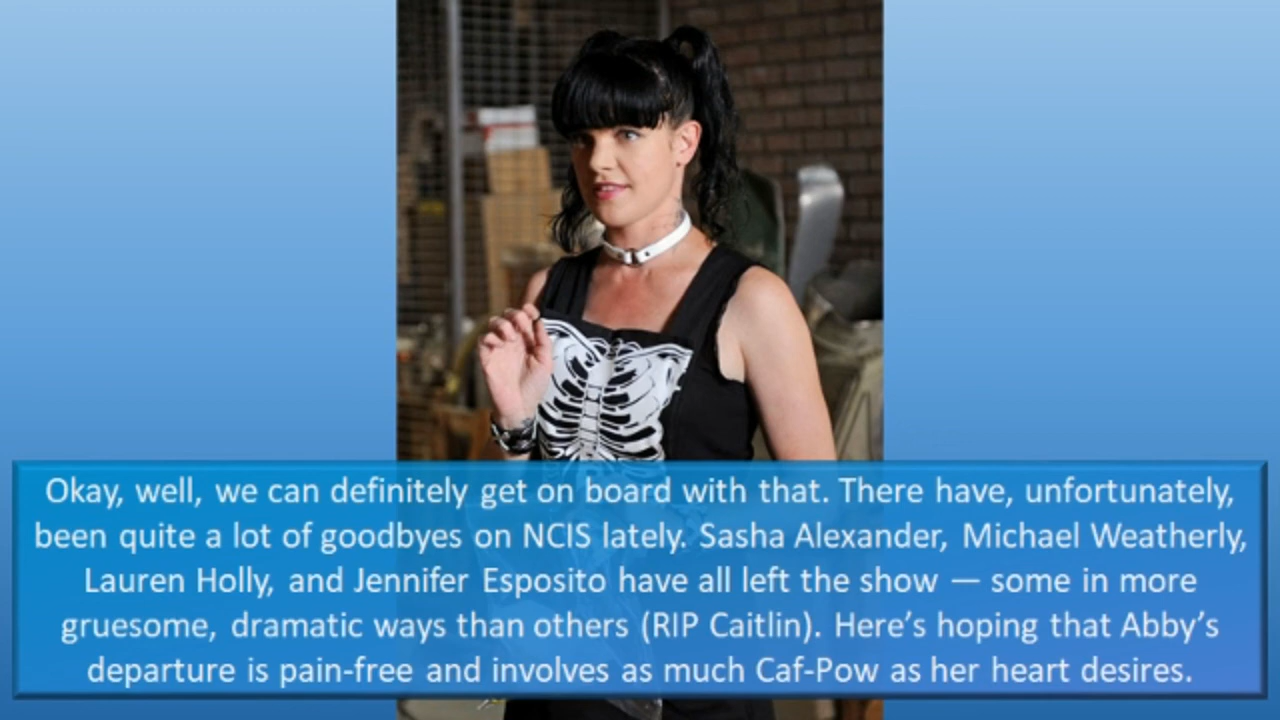 Okay, well, we can definitely get on board with that. There have, unfortunately,
been quite a lot of goodbyes on NCIS lately. Sasha Alexander, Michael Weatherly,
Lauren Holly, and Jennifer Esposito have all left the show — some in more
gruesome, dramatic ways than others (RIP Caitlin). Here’s hoping that Abby’s
departure is pain-free and involves as much Caf-Pow as her heart desires.